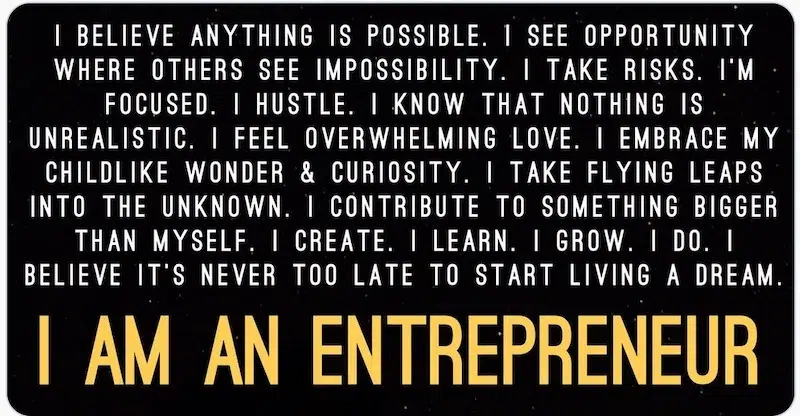 I BELIEVE ANYTHING IS POSSIBLE. I SEE OPPORTUNITY
WHERE OTHERS SEE IMPOSSIBILITY. I TAKE RISKS. I'M
FOCUSED. I HUSTLE. I KNOW THAT NOTHING IS
UNREALISTIC. I FEEL OVERWHELMING LOVE. I EMBRACE MY
CHILDLIKE WONDER & CURIOSITY. I TAKE FLYING LEAPS
INTO THE UNKNOWN. I CONTRIBUTE TO SOMETHING BIGGER
THAN MYSELF. I CREATE. I LEARN. I GROW. I DO. I
BELIEVE IT'S NEVER TOO LATE TO START LIVING A DREAM.
I AM AN ENTREPRENEUR